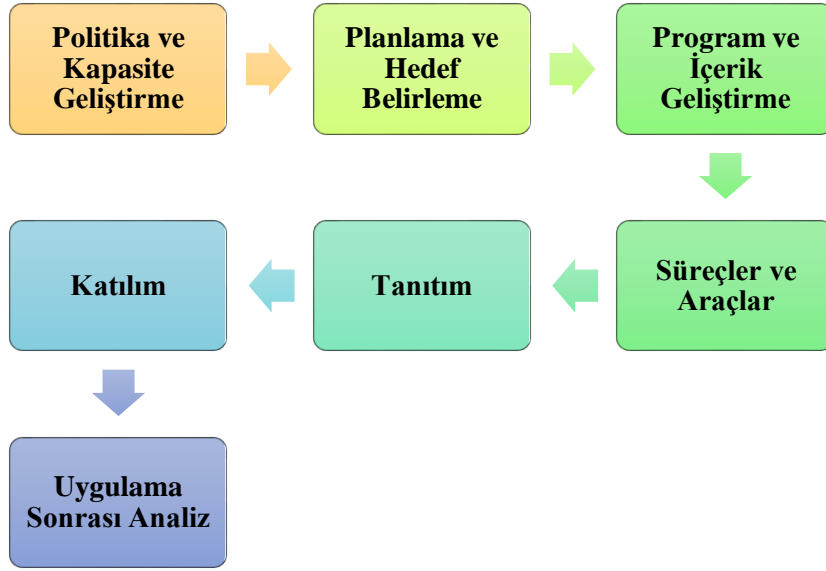 Politika ve
Kapasite
Geliştirme
Planlama ve
Hedef
Belirleme
Program ve
İçerik
Geliştirme
Süreçler ve
Araçlar
Tanıtım
Katılım
Uygulama
Sonrası Analiz